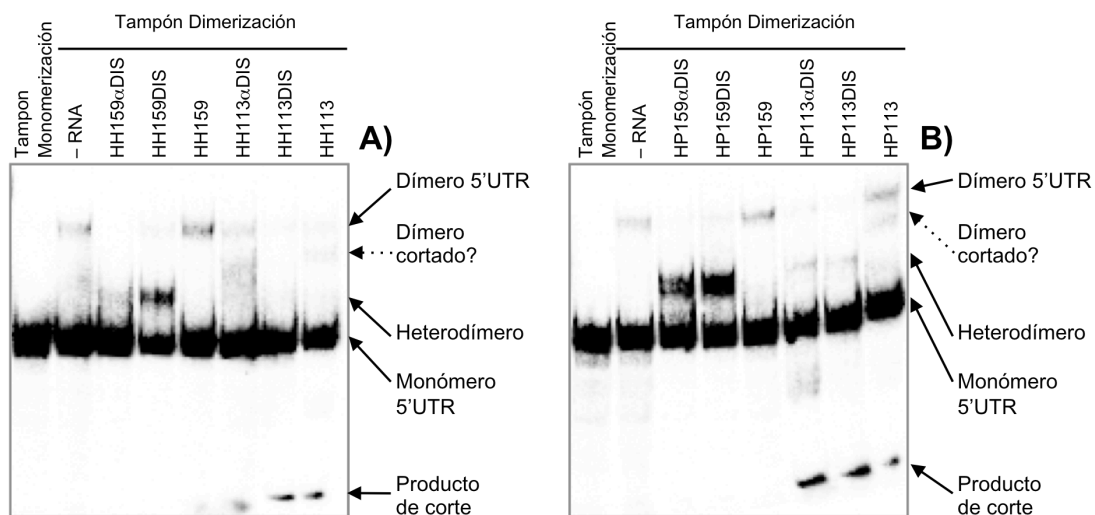 Tampón Dimerización
Tampon
Monomerización
– RNA
HH159αDIS
HH159DIS
HH159
HH113αDIS
HH113DIS
HH113
A)
Dímero 5'UTR
Dímero
cortado?
Heterodímero
Monómero
5'UTR
Producto
de corte
Tampón Dimerización
Tampón
Monomerización
– RNA
HP159αDIS
HP159DIS
HP159
HP113αDIS
HP113DIS
HP113
B)
Dímero 5'UTR
Dímero
cortado?
Heterodímero
Monómero
5'UTR
Producto
de corte